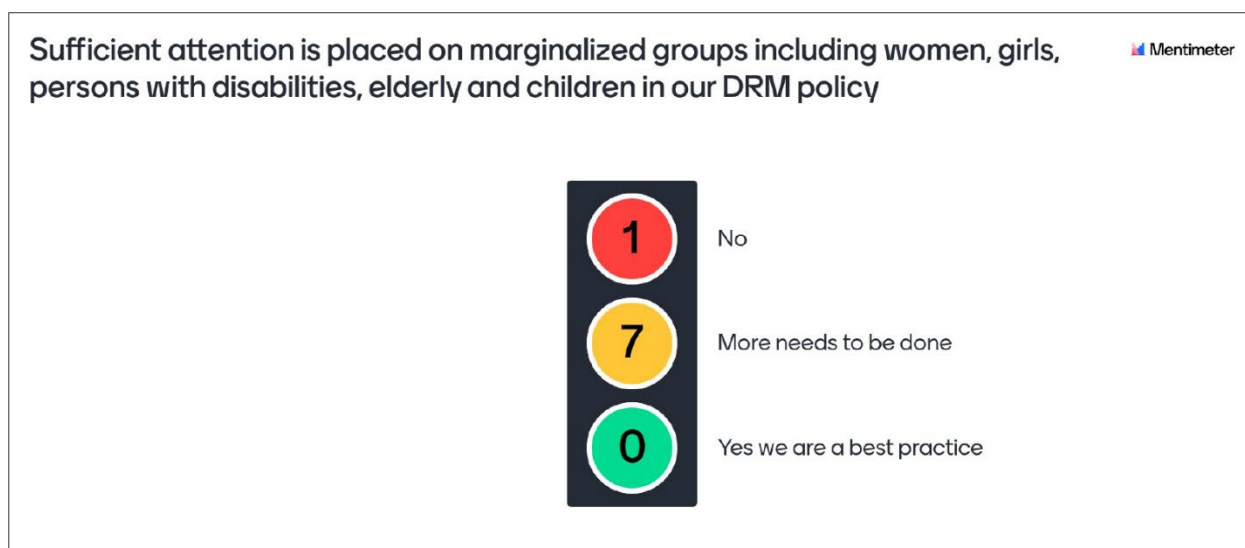 Sufficient attention is placed on marginalized groups including women, girls,
persons with disabilities, elderly and children in our DRM policy
Mentimeter
1
No
7
More needs to be done
0
Yes we are a best practice